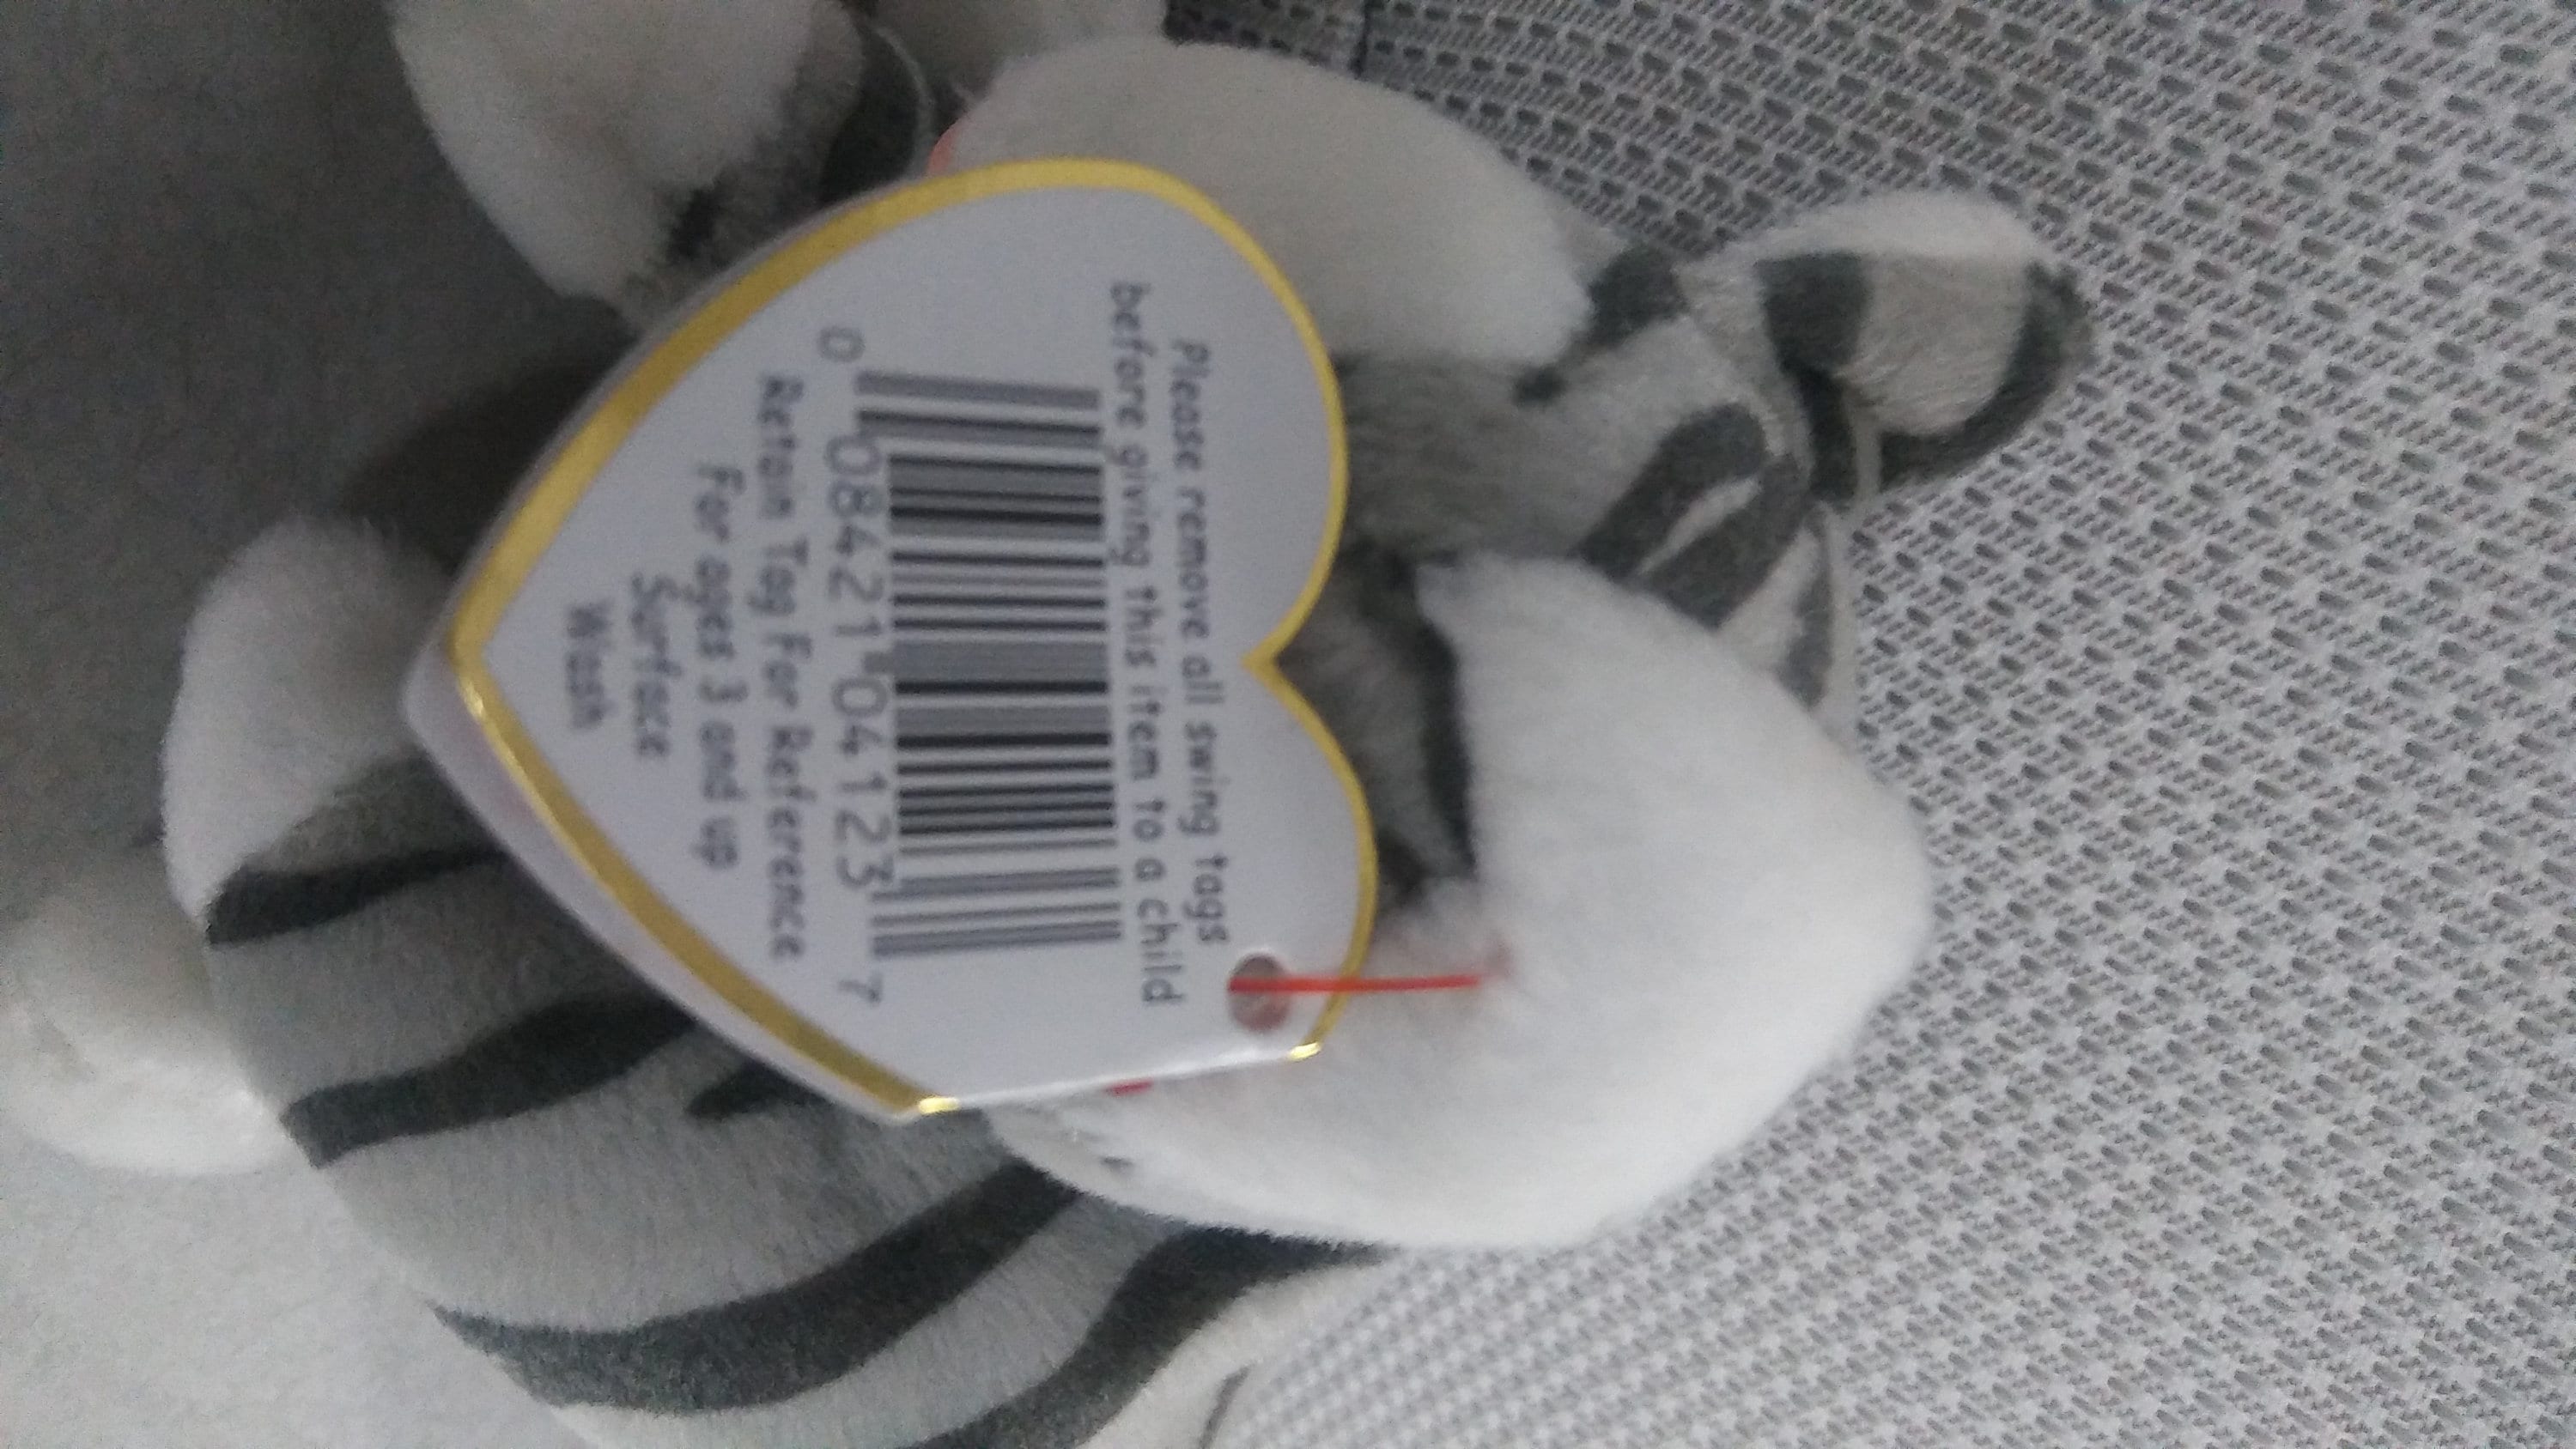 Please remove all swing tags
before giving this item to a child
0 08421 04123 7
Retain Tag For Reference
For ages 3 and up
Surface
Wash